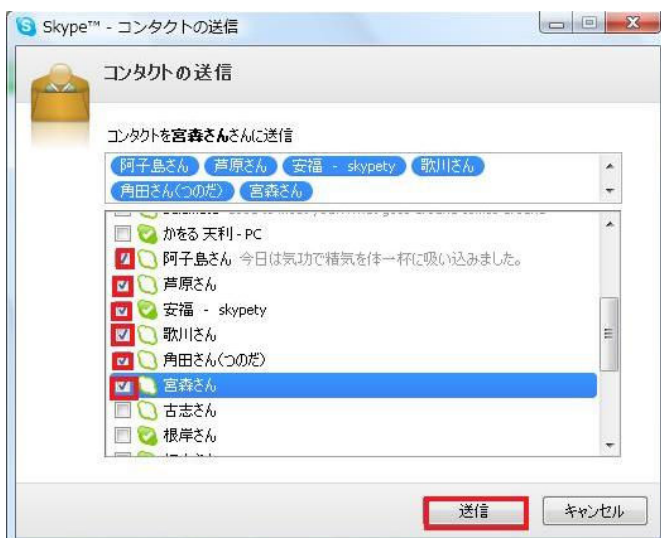 Skype™ - コンタクトの送信
コンタクトの送信
コンタクトを宮森さんさんに送信
阿子島さん 芦原さん 安福 - skypety 歌川さん
角田さん(つのだ) 宮森さん
かをる 天利 - PC
阿子島さん 今日は気功で精気を体一杯に吸い込みました。
芦原さん
安福 - skypety
歌川さん
角田さん(つのだ)
宮森さん
古志さん
根岸さん
送信 キャンセル